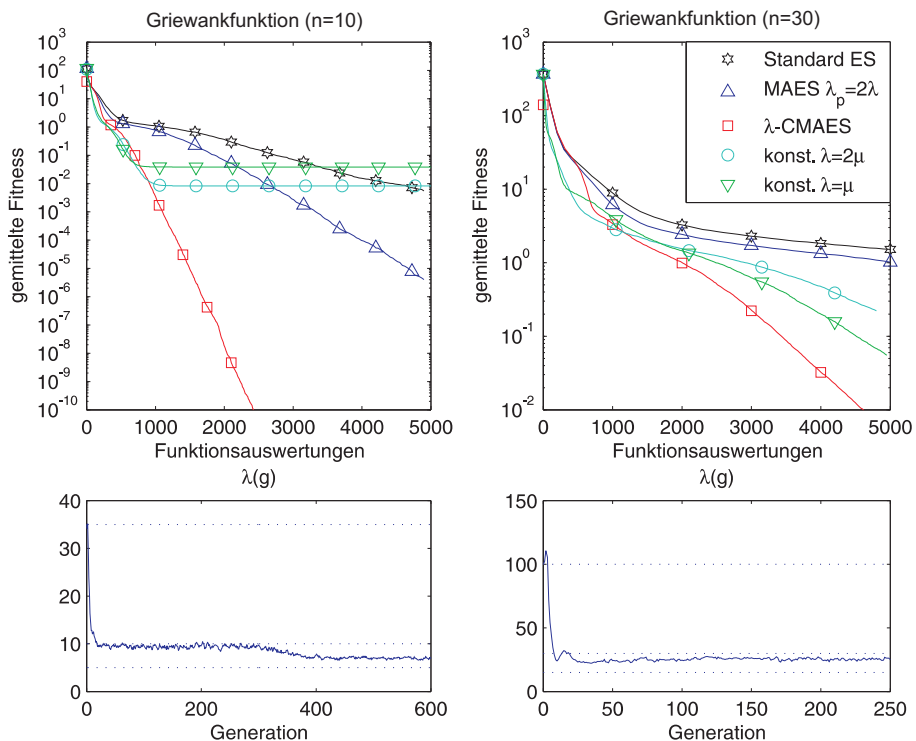 Griewankfunktion (n=10)
10^3
10^2
10^1
10^0
10^-1
10^-2
10^-3
10^-4
10^-5
10^-6
10^-7
10^-8
10^-9
10^-10
gemittelte Fitness
0 1000 2000 3000 4000 5000
Funktionsauswertungen
Griewankfunktion (n=30)
10^3
10^2
10^1
10^0
10^-1
10^-2
gemittelte Fitness
0 1000 2000 3000 4000 5000
Funktionsauswertungen
Standard ES
MAES λ_p=2λ
λ-CMAES
konst. λ=2μ
konst. λ=μ
λ(g)
40
30
20
10
0
0 200 400 600
Generation
λ(g)
150
100
50
0
0 50 100 150 200 250
Generation